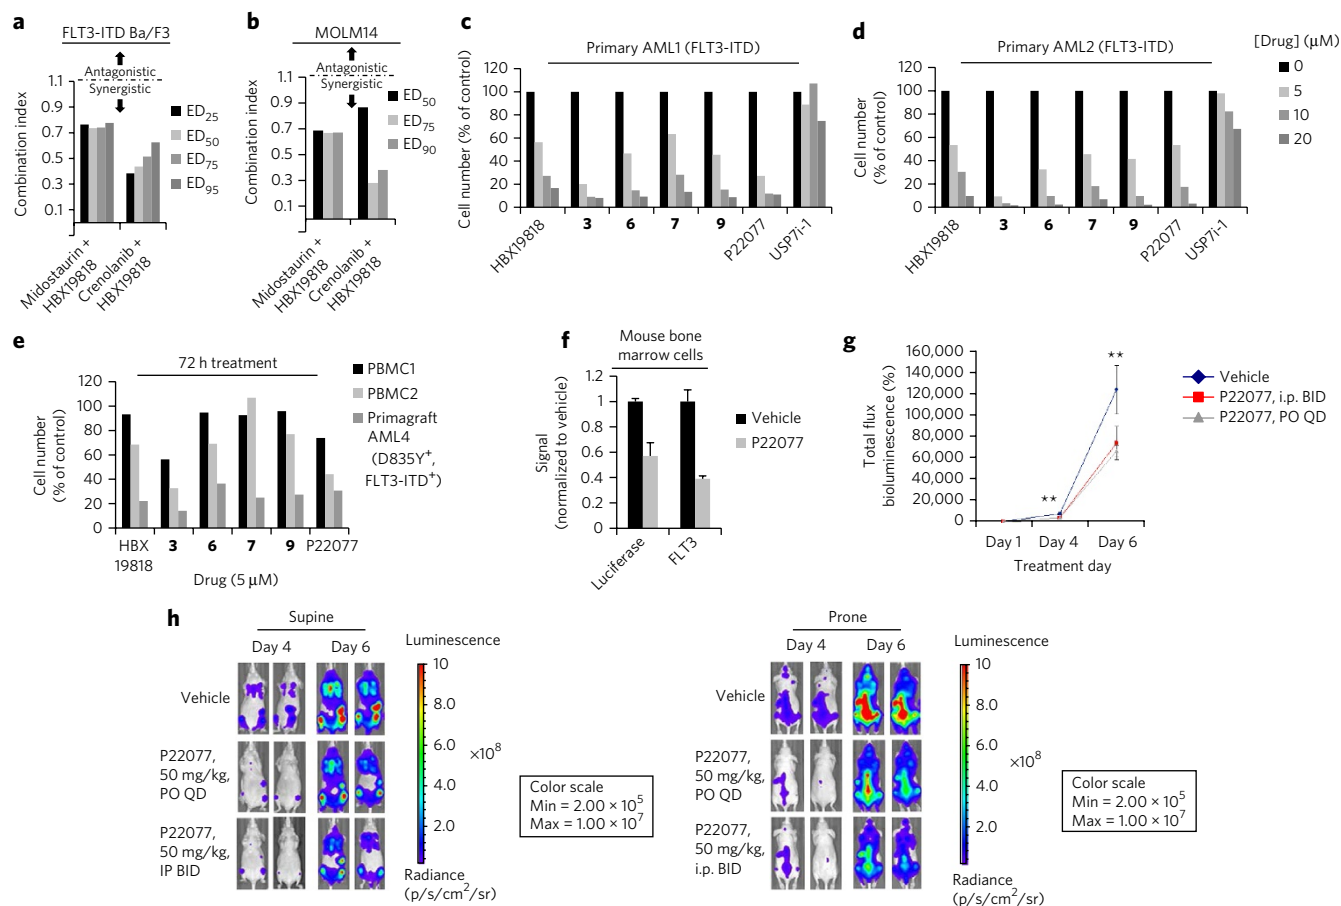 a
FLT3-ITD Ba/F3
Antagonistic
Synergistic
Combination index
1.1
0.9
0.7
0.5
0.3
0.1
ED25
ED50
ED75
ED95
Midostaurin +
HBX19818
Crenolanib +
HBX19818
b
MOLM14
Antagonistic
Synergistic
Combination index
1.1
0.9
0.7
0.5
0.3
0.1
ED50
ED75
ED90
Midostaurin +
HBX19818
Crenolanib +
HBX19818
c
Primary AML1 (FLT3-ITD)
Cell number (% of control)
120
100
80
60
40
20
0
HBX19818
3
6
7
9
P22077
USP7i-1
d
Primary AML2 (FLT3-ITD)
Cell number
(% of control)
120
100
80
60
40
20
0
HBX19818
3
6
7
9
P22077
USP7i-1
[Drug] (μM)
0
5
10
20
e
72 h treatment
Cell number
(% of control)
120
100
80
60
40
20
0
HBX
19818
3
6
7
9
P22077
Drug (5 μM)
PBMC1
PBMC2
Primagraft
AML4
(D835Y+,
FLT3-ITD+)
f
Mouse bone
marrow cells
Signal
(normalized to vehicle)
1.2
1
0.8
0.6
0.4
0.2
0
Luciferase
FLT3
Vehicle
P22077
g
Total flux
bioluminescence (%)
160,000
140,000
120,000
100,000
80,000
60,000
40,000
20,000
0
★★
★★
Day 1
Day 4
Day 6
Treatment day
Vehicle
P22077, i.p. BID
P22077, PO QD
h
Supine
Day 4
Day 6
Vehicle
P22077,
50 mg/kg,
PO QD
P22077,
50 mg/kg,
IP BID
Luminescence
10
8.0
6.0
×10⁸
4.0
2.0
Radiance
(p/s/cm²/sr)
Color scale
Min = 2.00 × 10⁵
Max = 1.00 × 10⁷
Prone
Day 4
Day 6
Vehicle
P22077,
50 mg/kg,
PO QD
P22077,
50 mg/kg,
i.p. BID
Luminescence
10
8.0
6.0
×10⁸
4.0
2.0
Radiance
(p/s/cm²/sr)
Color scale
Min = 2.00 × 10⁵
Max = 1.00 × 10⁷